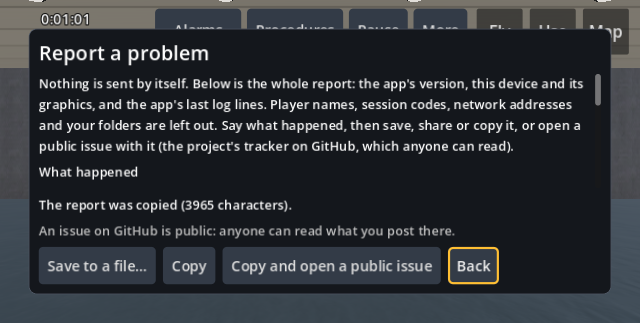 0:01:01
Alarms Procedures Pause More Fly Use Map
Report a problem
Nothing is sent by itself. Below is the whole report: the app's version, this device and its
graphics, and the app's last log lines. Player names, session codes, network addresses
and your folders are left out. Say what happened, then save, share or copy it, or open a
public issue with it (the project's tracker on GitHub, which anyone can read).
What happened
The report was copied (3965 characters).
An issue on GitHub is public: anyone can read what you post there.
Save to a file... Copy Copy and open a public issue Back